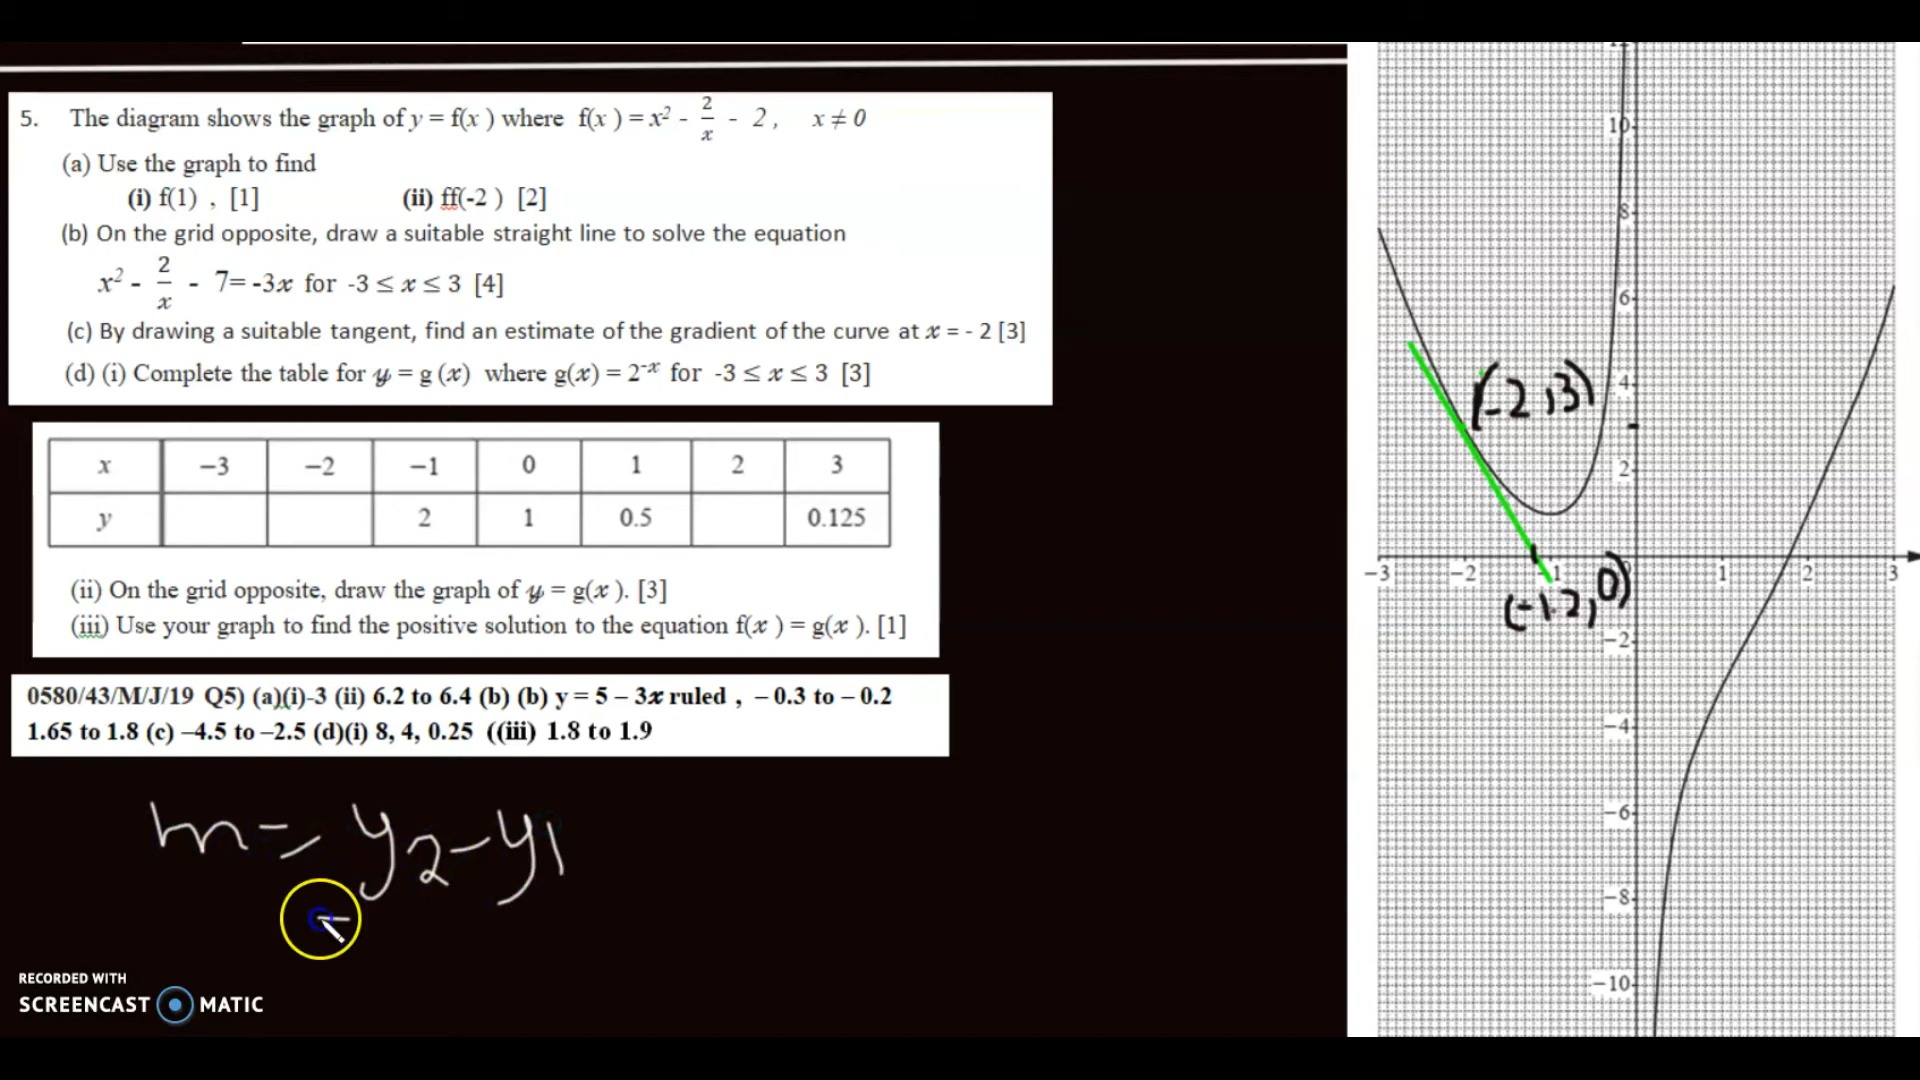 5. The diagram shows the graph of y = f(x ) where f(x ) = x² - 2/x - 2 , x ≠ 0
(a) Use the graph to find
(i) f(1) , [1] (ii) ff(-2 ) [2]
(b) On the grid opposite, draw a suitable straight line to solve the equation
x² - 2/x - 7= -3x for -3 ≤ x ≤ 3 [4]
(c) By drawing a suitable tangent, find an estimate of the gradient of the curve at x = - 2 [3]
(d) (i) Complete the table for y = g (x) where g(x) = 2⁻ˣ for -3 ≤ x ≤ 3 [3]
x −3 −2 −1 0 1 2 3
y 2 1 0.5 0.125
(ii) On the grid opposite, draw the graph of y = g(x ). [3]
(iii) Use your graph to find the positive solution to the equation f(x ) = g(x ). [1]
0580/43/M/J/19 Q5) (a)(i)-3 (ii) 6.2 to 6.4 (b) (b) y = 5 – 3x ruled , – 0.3 to – 0.2
1.65 to 1.8 (c) –4.5 to –2.5 (d)(i) 8, 4, 0.25 ((iii) 1.8 to 1.9
m = y2 - y1
RECORDED WITH
SCREENCAST MATIC
10
8
6
(-2,3)
4
2
−3 −2 −1 1 2 3
(-1.2,0)
−2
−4
−6
−8
−10